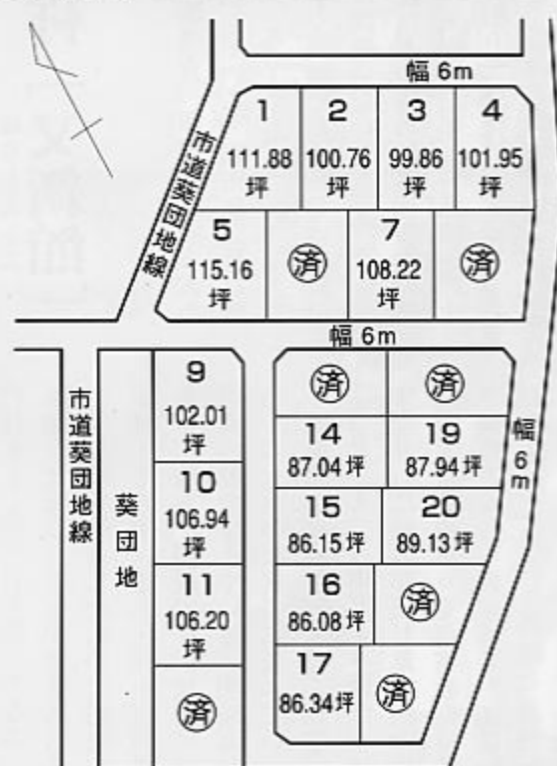 幅 6m
市道葵団地線
1
111.88
坪
2
100.76
坪
3
99.86
坪
4
101.95
坪
5
115.16
坪
済
7
108.22
坪
済
幅 6m
市道葵団地線
葵団地
9
102.01
坪
10
106.94
坪
11
106.20
坪
済
済
済
14
87.04坪
19
87.94坪
15
86.15坪
20
89.13坪
16
86.08坪
済
17
86.34坪
済
幅6m